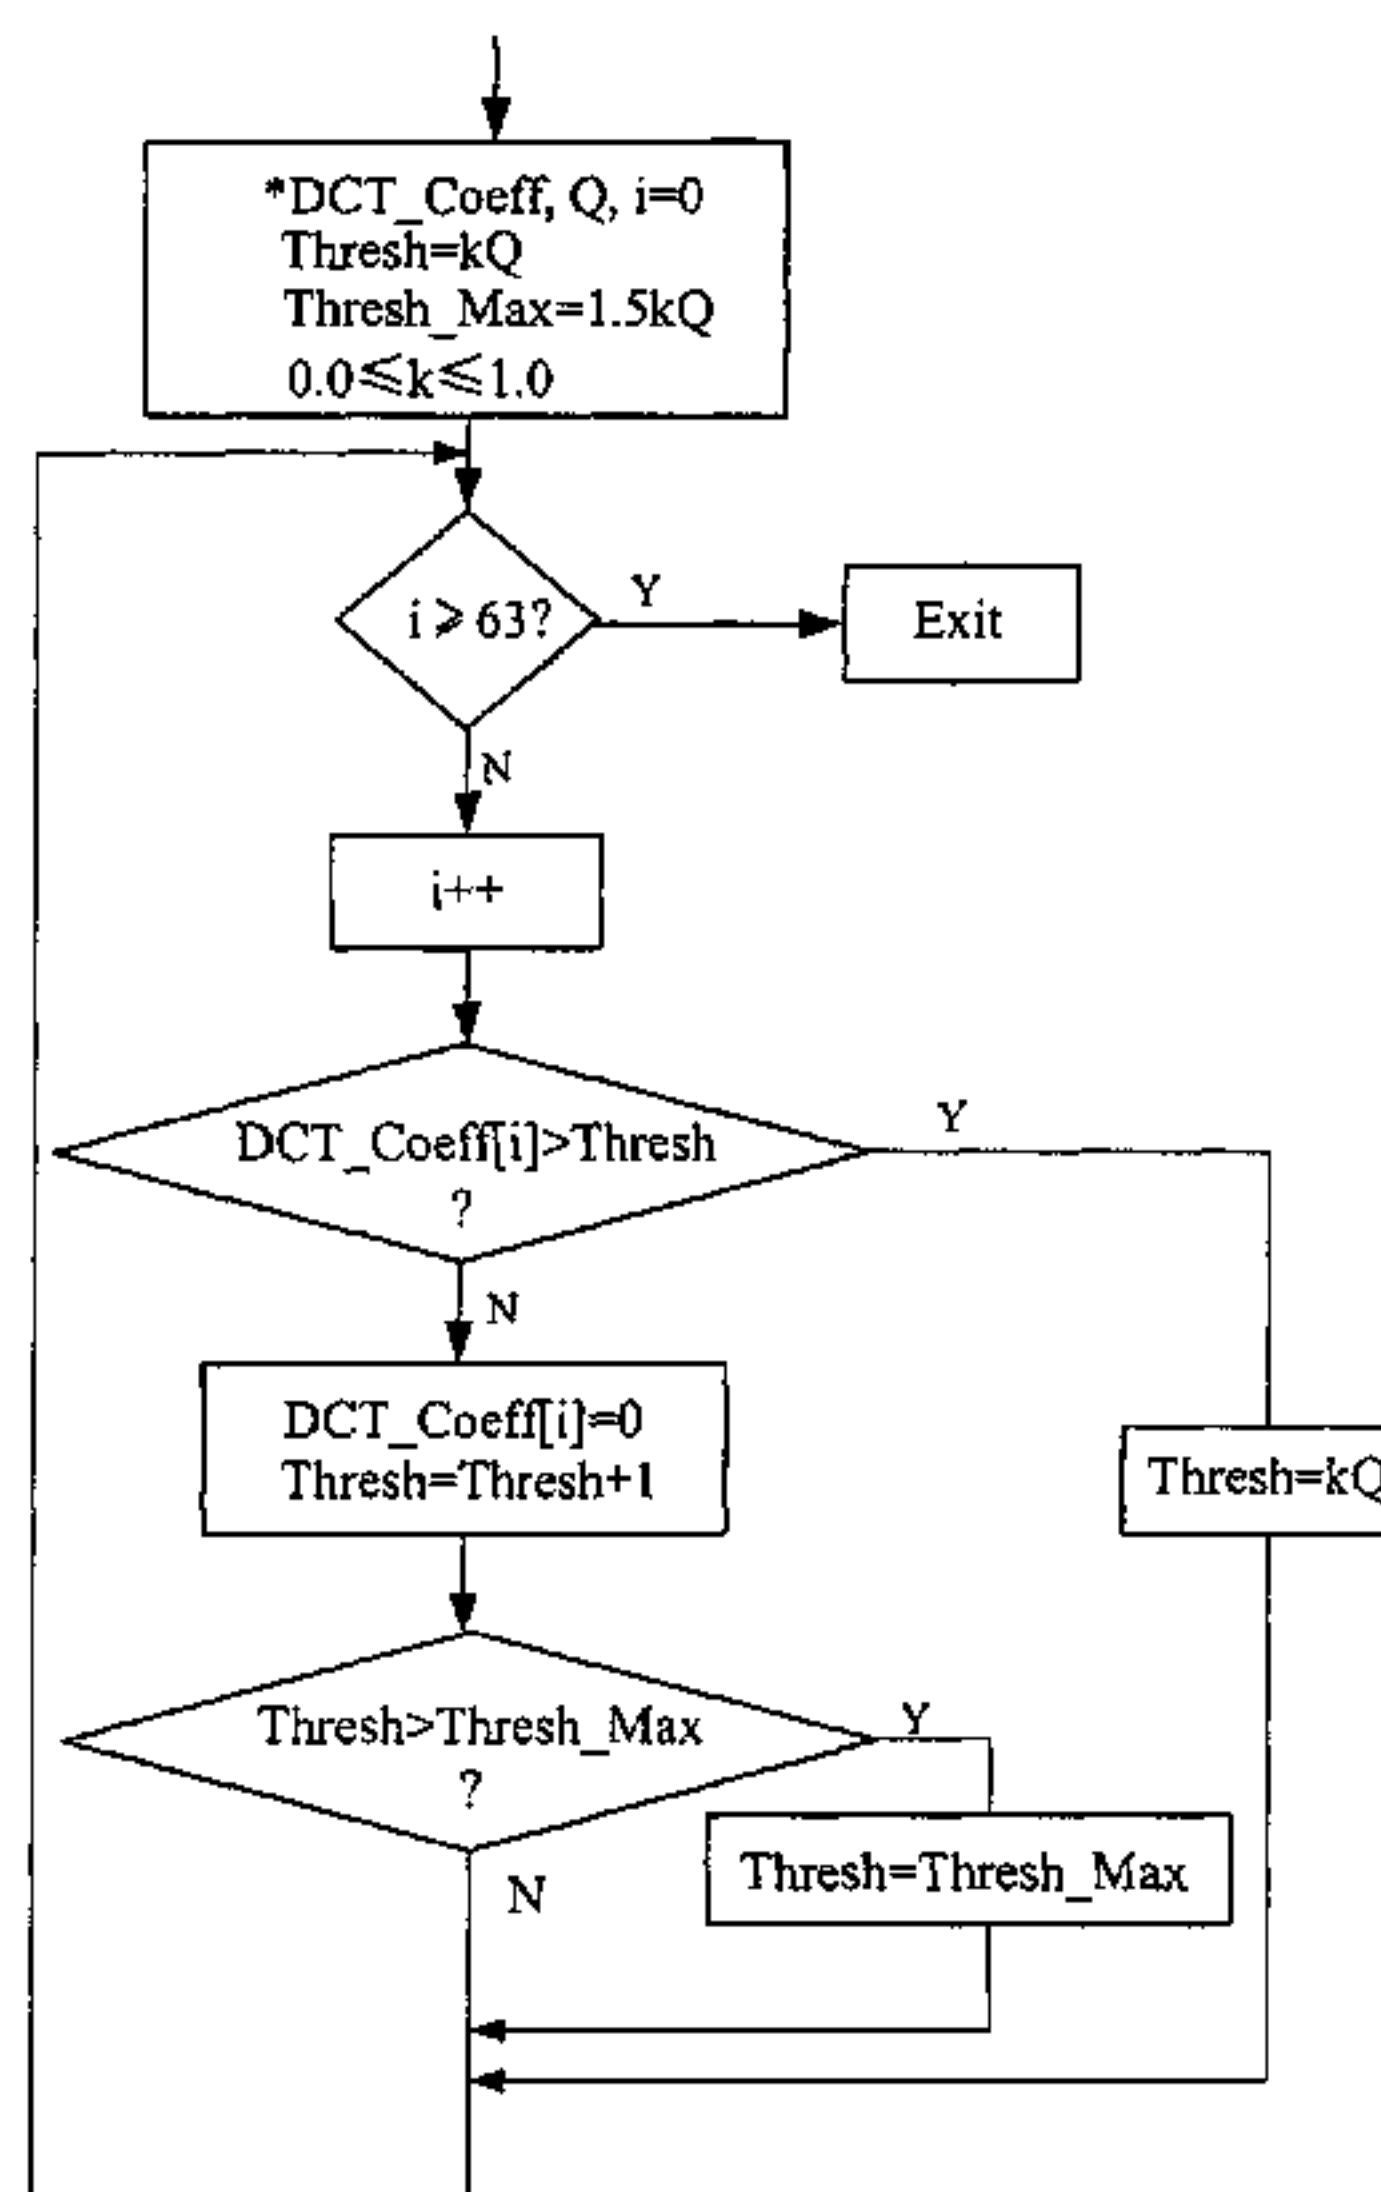 *DCT_Coeff, Q, i=0
Thresh=kQ
Thresh_Max=1.5kQ
0.0≤k≤1.0
i≥63?
Y
Exit
N
i++
DCT_Coeff[i]>Thresh
?
Y
N
DCT_Coeff[i]=0
Thresh=Thresh+1
Thresh=kQ
Thresh>Thresh_Max
?
Y
Thresh=Thresh_Max
N